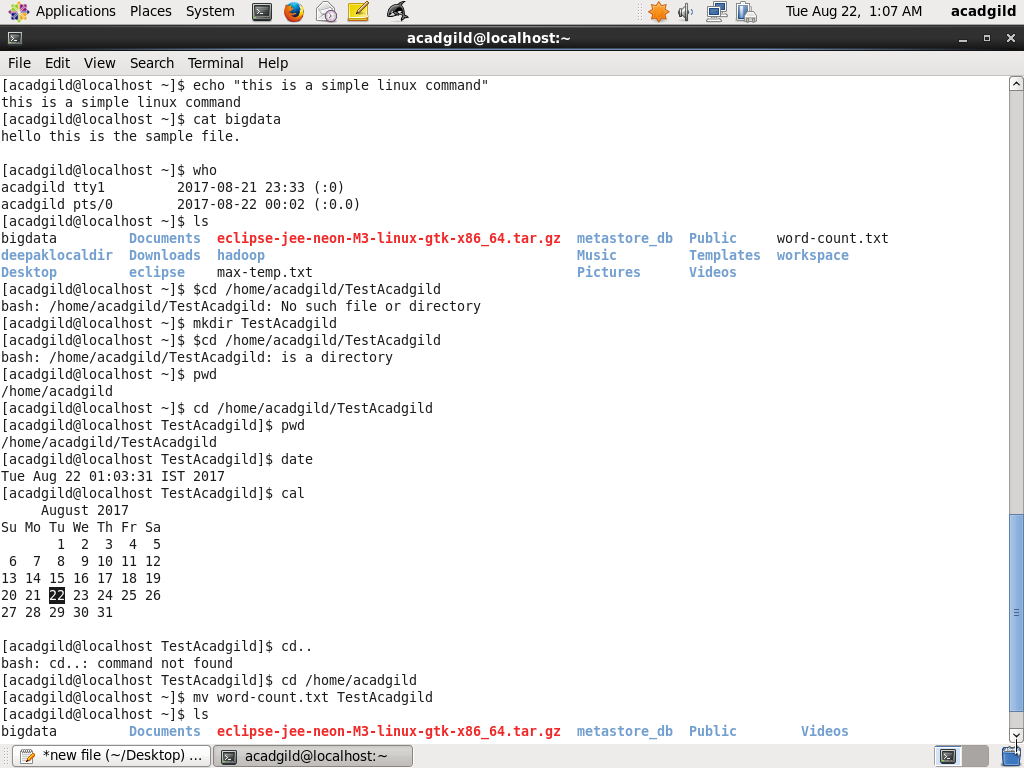 Applications Places System Tue Aug 22, 1:07 AM acadgild
acadgild@localhost:~
File Edit View Search Terminal Help
[acadgild@localhost ~]$ echo "this is a simple linux command"
this is a simple linux command
[acadgild@localhost ~]$ cat bigdata
hello this is the sample file.
[acadgild@localhost ~]$ who
acadgild tty1         2017-08-21 23:33 (:0)
acadgild pts/0        2017-08-22 00:02 (:0.0)
[acadgild@localhost ~]$ ls
bigdata         Documents  eclipse-jee-neon-M3-linux-gtk-x86_64.tar.gz  metastore_db  Public     word-count.txt
deepaklocaldir  Downloads  hadoop                                       Music         Templates  workspace
Desktop         eclipse    max-temp.txt                                 Pictures      Videos
[acadgild@localhost ~]$ $cd /home/acadgild/TestAcadgild
bash: /home/acadgild/TestAcadgild: No such file or directory
[acadgild@localhost ~]$ mkdir TestAcadgild
[acadgild@localhost ~]$ $cd /home/acadgild/TestAcadgild
bash: /home/acadgild/TestAcadgild: is a directory
[acadgild@localhost ~]$ pwd
/home/acadgild
[acadgild@localhost ~]$ cd /home/acadgild/TestAcadgild
[acadgild@localhost TestAcadgild]$ pwd
/home/acadgild/TestAcadgild
[acadgild@localhost TestAcadgild]$ date
Tue Aug 22 01:03:31 IST 2017
[acadgild@localhost TestAcadgild]$ cal
     August 2017
Su Mo Tu We Th Fr Sa
       1  2  3  4  5
 6  7  8  9 10 11 12
13 14 15 16 17 18 19
20 21 22 23 24 25 26
27 28 29 30 31
[acadgild@localhost TestAcadgild]$ cd..
bash: cd..: command not found
[acadgild@localhost TestAcadgild]$ cd /home/acadgild
[acadgild@localhost ~]$ mv word-count.txt TestAcadgild
[acadgild@localhost ~]$ ls
bigdata         Documents  eclipse-jee-neon-M3-linux-gtk-x86_64.tar.gz  metastore_db  Public        Videos
*new file (~/Desktop) ... acadgild@localhost:~